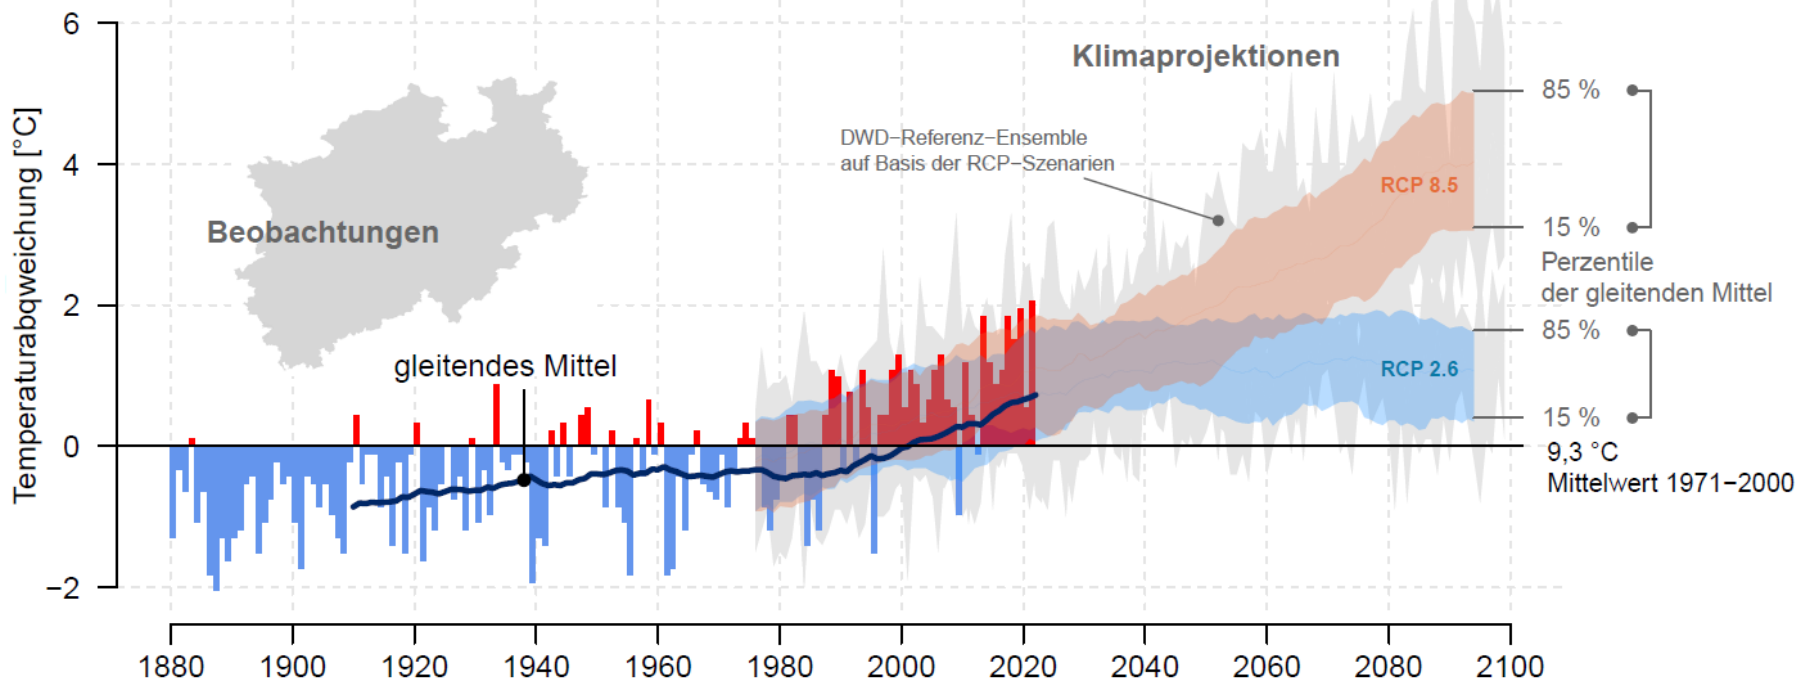 Temperaturabqweichung [°C]
6
4
2
0
−2
Klimaprojektionen
DWD−Referenz−Ensemble
auf Basis der RCP−Szenarien
Beobachtungen
gleitendes Mittel
RCP 8.5
RCP 2.6
85 %
15 %
Perzentile
der gleitenden Mittel
85 %
15 %
9,3 °C
Mittelwert 1971−2000
1880 1900 1920 1940 1960 1980 2000 2020 2040 2060 2080 2100